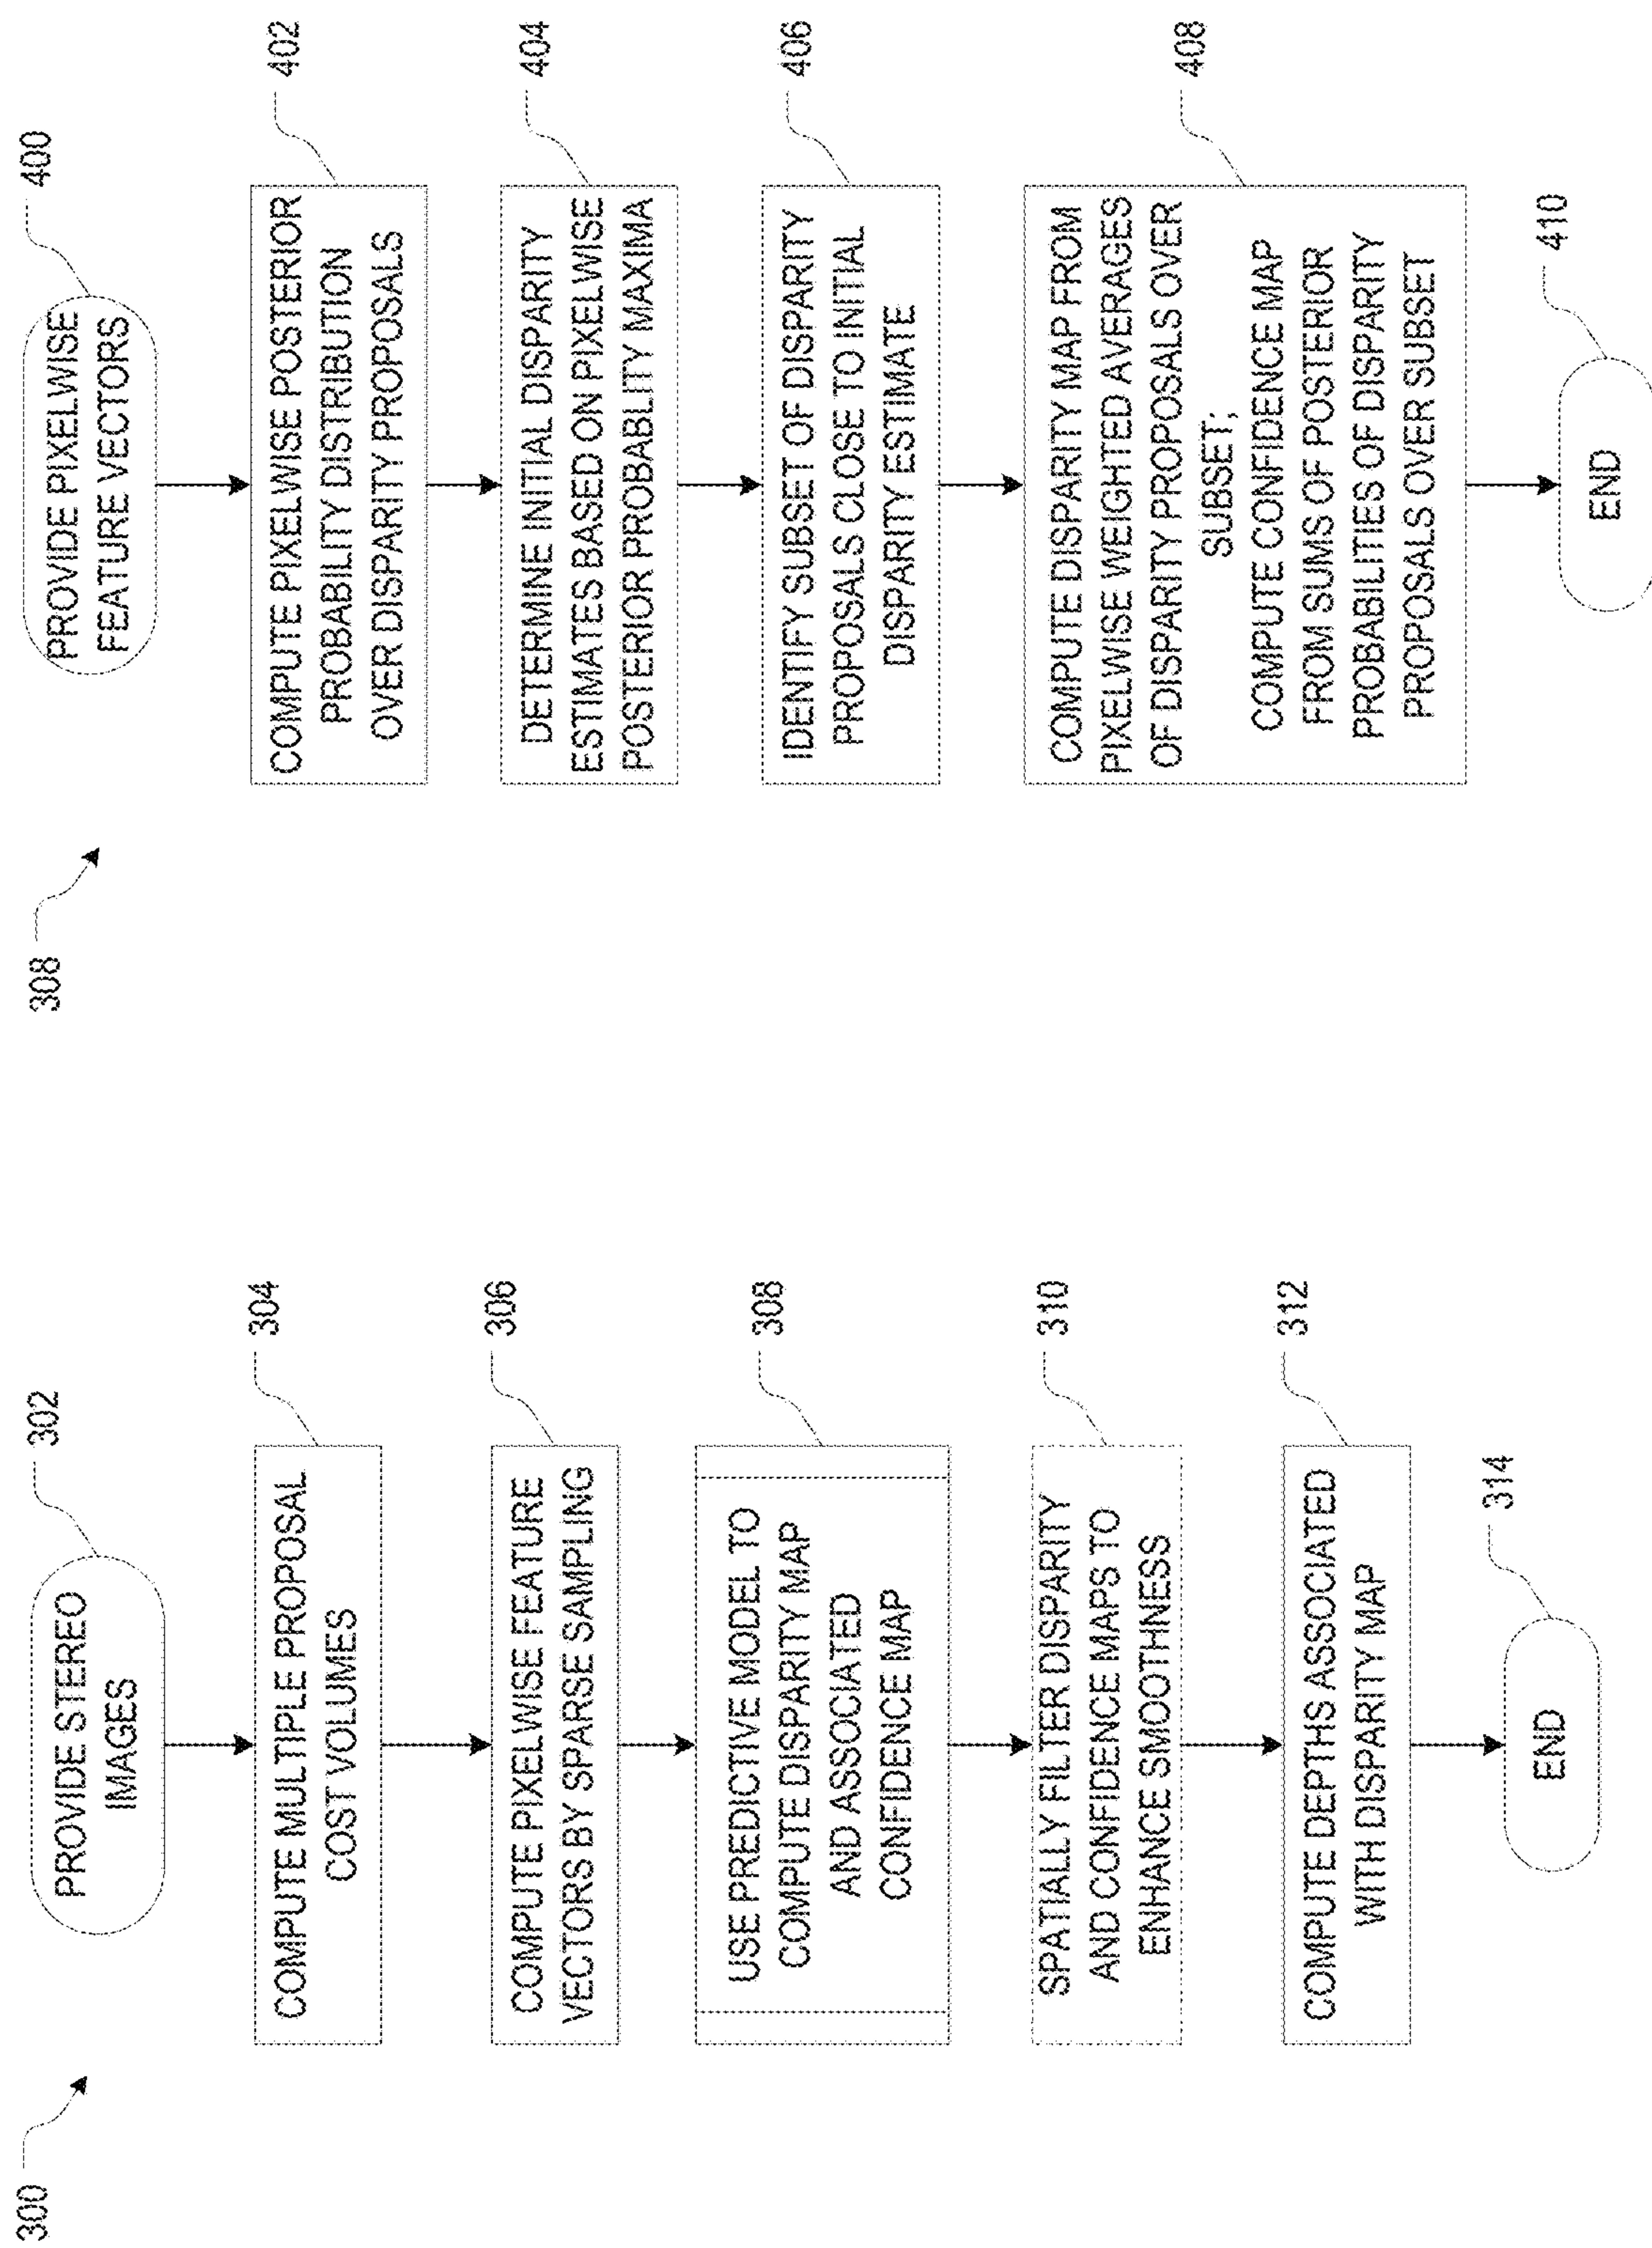 300
PROVIDE STEREO
IMAGES
302
COMPUTE MULTIPLE PROPOSAL
COST VOLUMES
304
COMPUTE PIXELWISE FEATURE
VECTORS BY SPARSE SAMPLING
306
USE PREDICTIVE MODEL TO
COMPUTE DISPARITY MAP
AND ASSOCIATED
CONFIDENCE MAP
308
SPATIALLY FILTER DISPARITY
AND CONFIDENCE MAPS TO
ENHANCE SMOOTHNESS
310
COMPUTE DEPTHS ASSOCIATED
WITH DISPARITY MAP
312
END
314
308
PROVIDE PIXELWISE
FEATURE VECTORS
400
COMPUTE PIXELWISE POSTERIOR
PROBABILITY DISTRIBUTION
OVER DISPARITY PROPOSALS
402
DETERMINE INITIAL DISPARITY
ESTIMATES BASED ON PIXELWISE
POSTERIOR PROBABLITY MAXIMA
404
IDENTIFY SUBSET OF DISPARITY
PROPOSALS CLOSE TO INITIAL
DISPARITY ESTIMATE
406
COMPUTE DISPARITY MAP FROM
PIXELWISE WEIGHTED AVERAGES
OF DISPARITY PROPOSALS OVER
SUBSET;
COMPUTE CONFIDENCE MAP
FROM SUMS OF POSTERIOR
PROBABILITIES OF DISPARITY
PROPOSALS OVER SUBSET
408
END
410